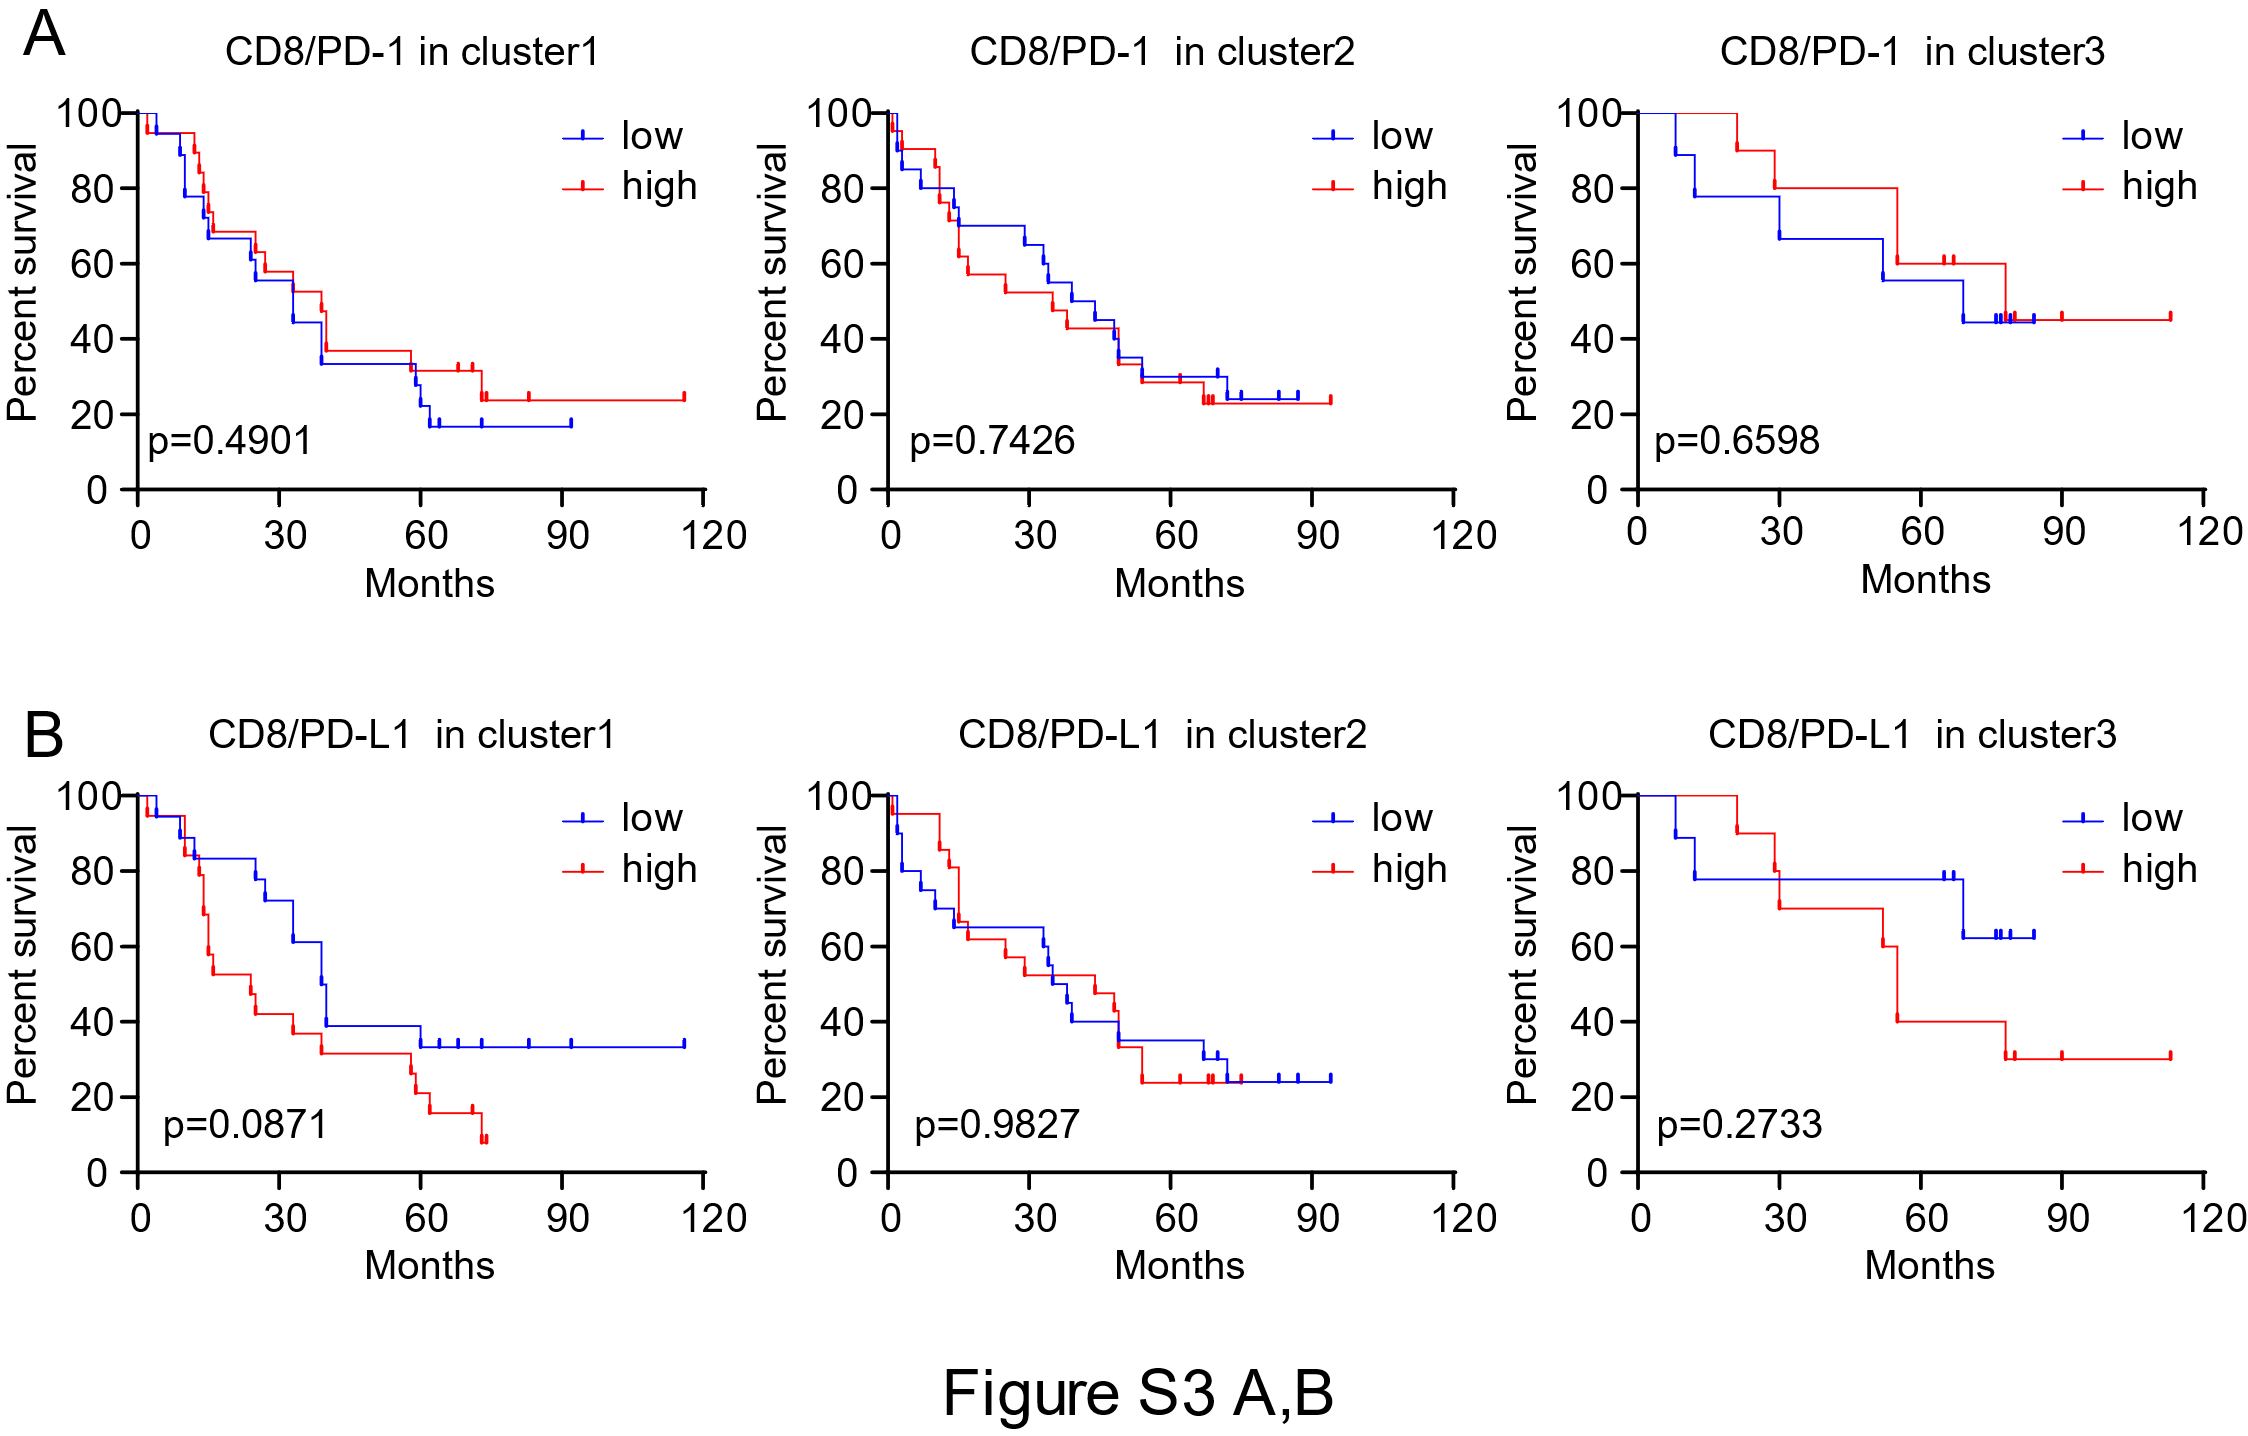 A
CD8/PD-1 in cluster1
CD8/PD-1 in cluster2
CD8/PD-1 in cluster3
Percent survival
100
80
60
40
20
0
low
high
p=0.4901
0 30 60 90 120
Months
Percent survival
100
80
60
40
20
0
low
high
p=0.7426
0 30 60 90 120
Months
Percent survival
100
80
60
40
20
0
low
high
p=0.6598
0 30 60 90 120
Months
B
CD8/PD-L1 in cluster1
CD8/PD-L1 in cluster2
CD8/PD-L1 in cluster3
Percent survival
100
80
60
40
20
0
low
high
p=0.0871
0 30 60 90 120
Months
Percent survival
100
80
60
40
20
0
low
high
p=0.9827
0 30 60 90 120
Months
Percent survival
100
80
60
40
20
0
low
high
p=0.2733
0 30 60 90 120
Months
Figure S3 A,B